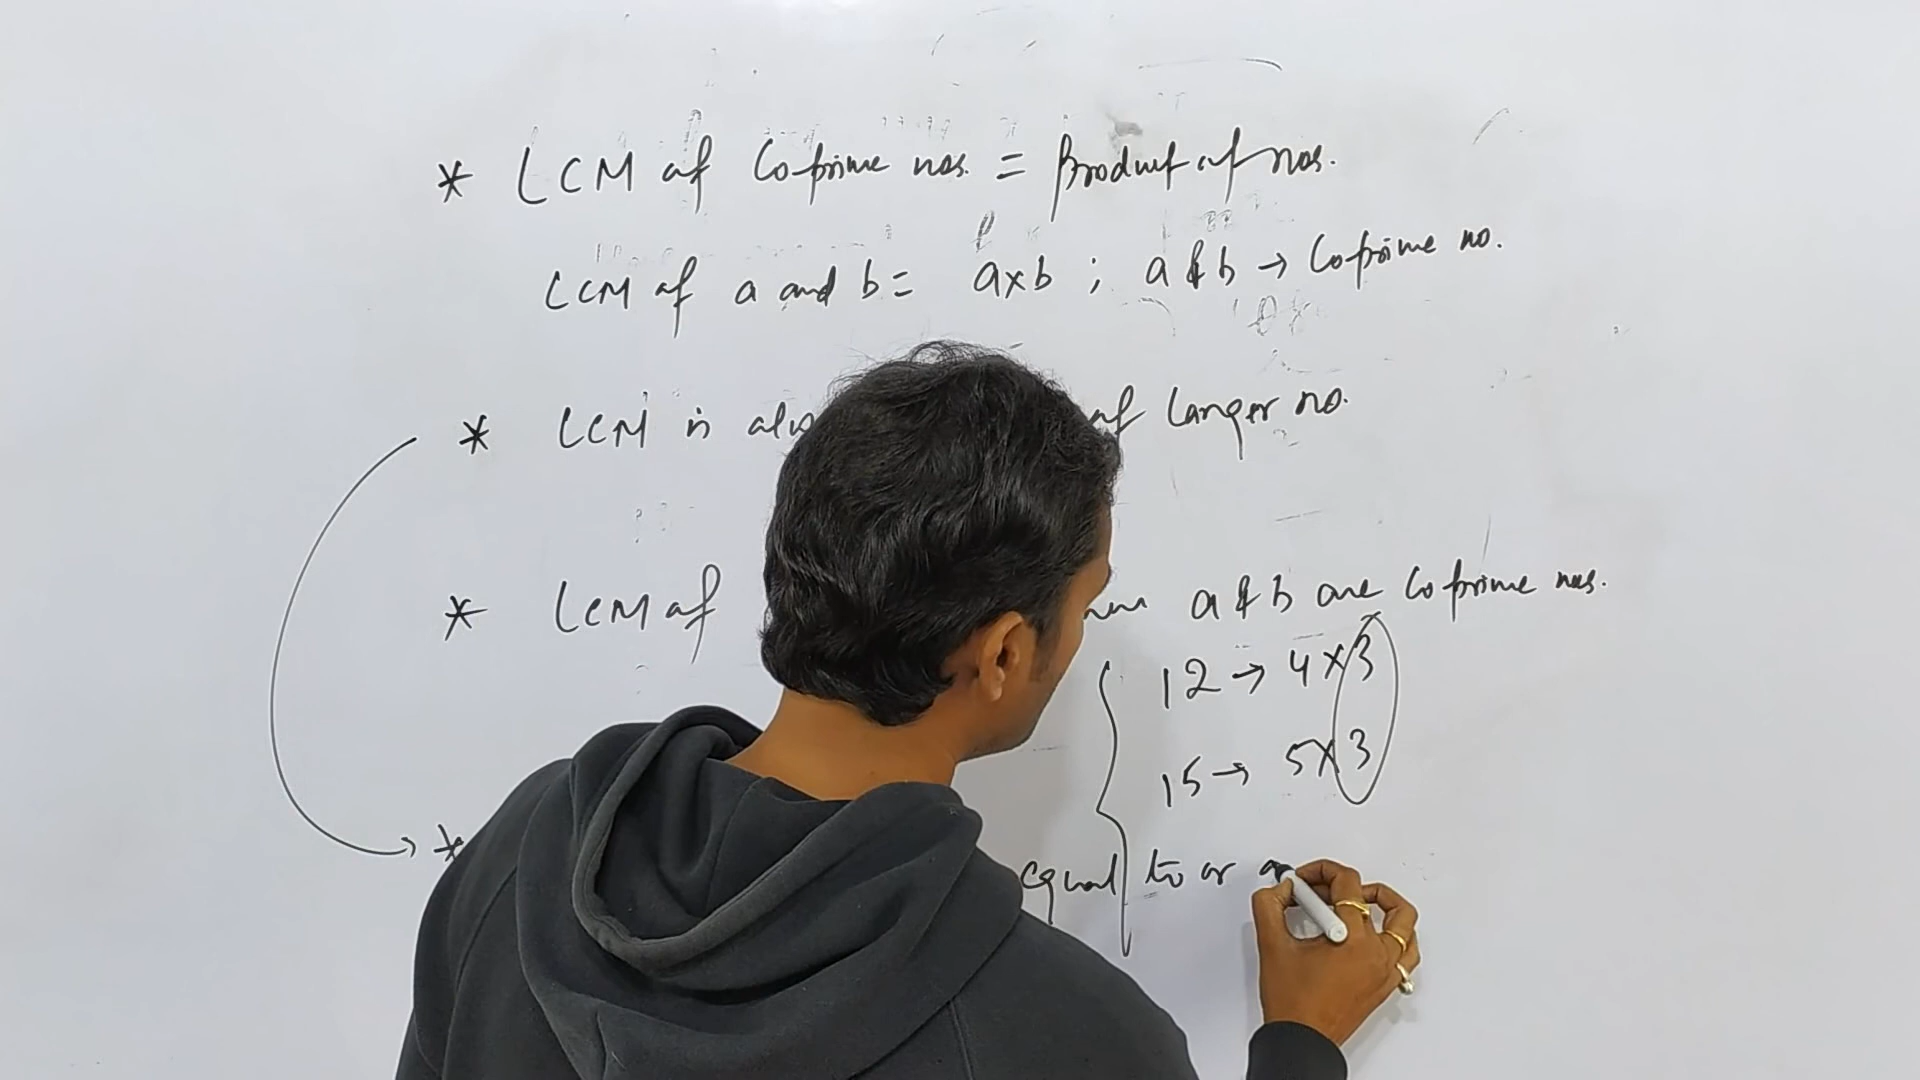 * LCM of Coprime nos. = Product of nos.
LCM of a and b = a×b ; a & b → Coprime no.
* LCM is also of Larger no.
* LCM of a & b are Coprime nos.
12 → 4×3
15 → 5×3
* equal to or